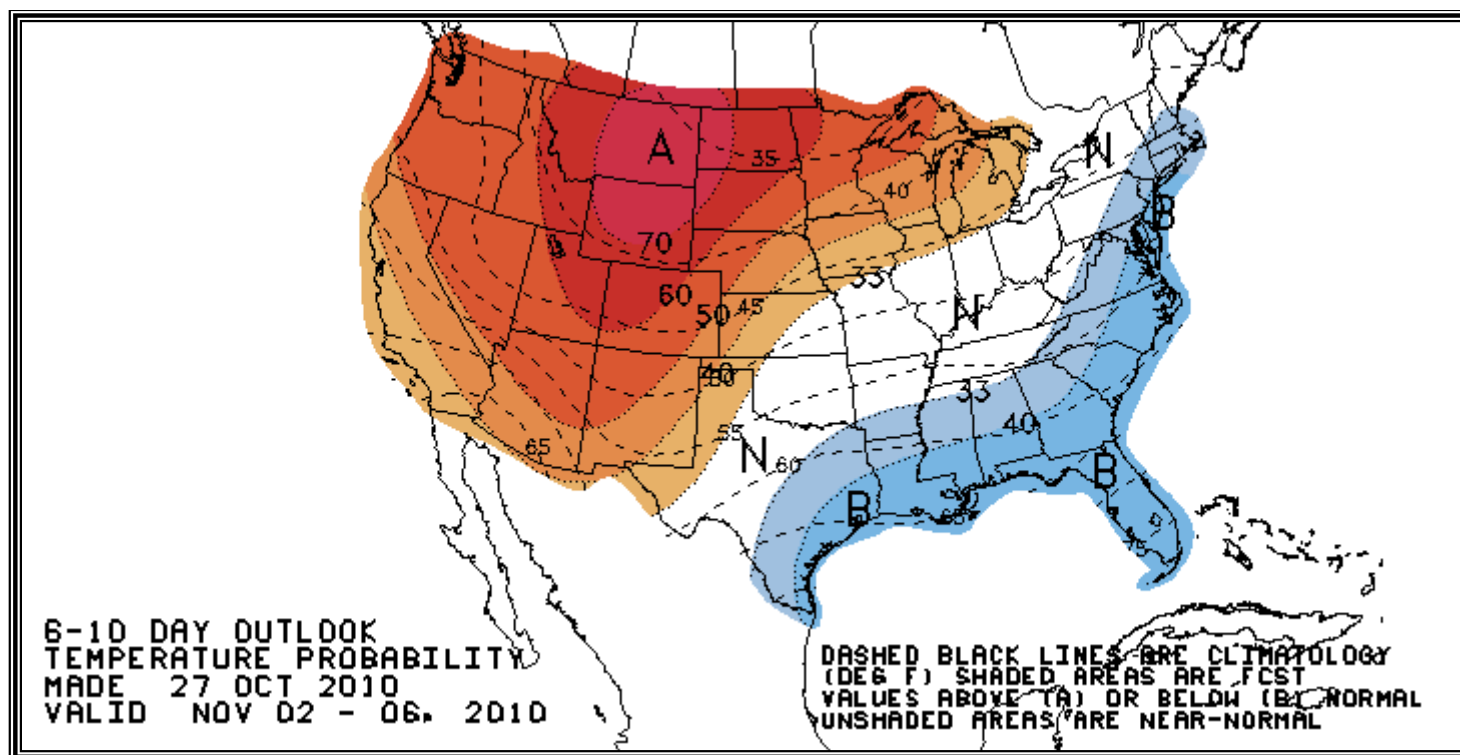 A
N
35
40
B
70
33
60
50
45
N
40
50
33
40
55
65
N
60
B
B
6-10 DAY OUTLOOK
TEMPERATURE PROBABILITY
MADE 27 OCT 2010
VALID NOV 02 - 06, 2010
DASHED BLACK LINES ARE CLIMATOLOGY
(DEG F) SHADED AREAS ARE FCST
VALUES ABOVE (A) OR BELOW (B) NORMAL
UNSHADED AREAS ARE NEAR-NORMAL